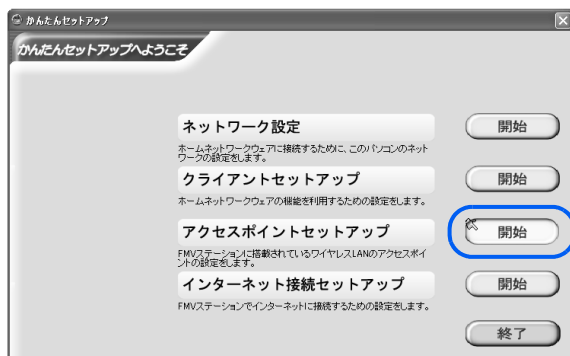 かんたんセットアップ
かんたんセットアップへようこそ
ネットワーク設定
開始
ホームネットワークウェアに接続するために、このパソコンのネット
ワークの設定をします。
クライアントセットアップ
開始
ホームネットワークウェアの機能を利用するための設定をします。
アクセスポイントセットアップ
開始
FMVステーションに搭載されているワイヤレスLANのアクセスポイ
ントの設定をします。
インターネット接続セットアップ
開始
FMVステーションでインターネットに接続するための設定をします。
終了